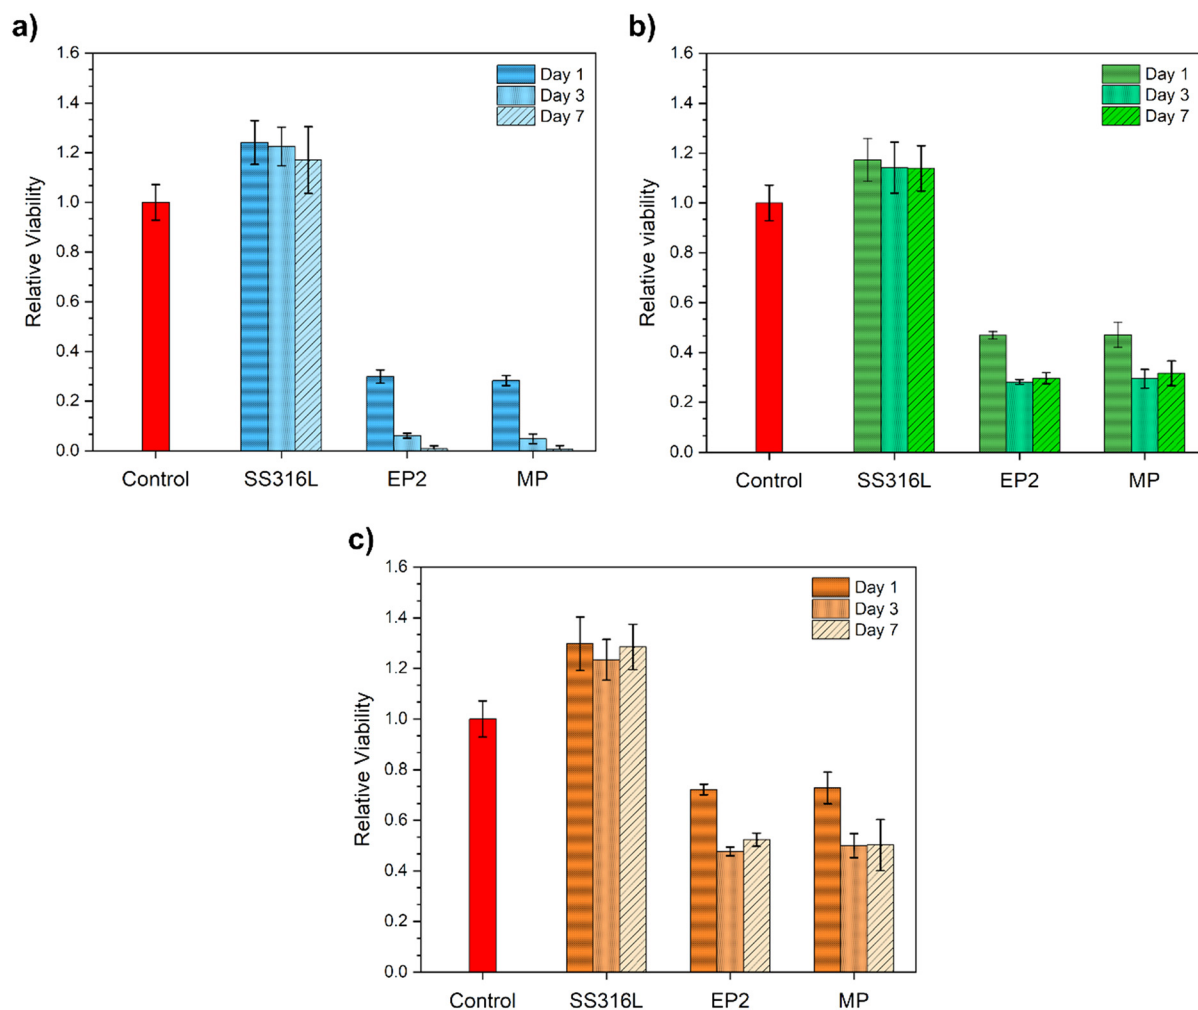 a)
1.6
1.4
1.2
1.0
0.8
0.6
0.4
0.2
0.0
Relative Viability
Day 1
Day 3
Day 7
Control SS316L EP2 MP
b)
1.6
1.4
1.2
1.0
0.8
0.6
0.4
0.2
0.0
Relative viability
Day 1
Day 3
Day 7
Control SS316L EP2 MP
c)
1.6
1.4
1.2
1.0
0.8
0.6
0.4
0.2
0.0
Relative Viability
Day 1
Day 3
Day 7
Control SS316L EP2 MP